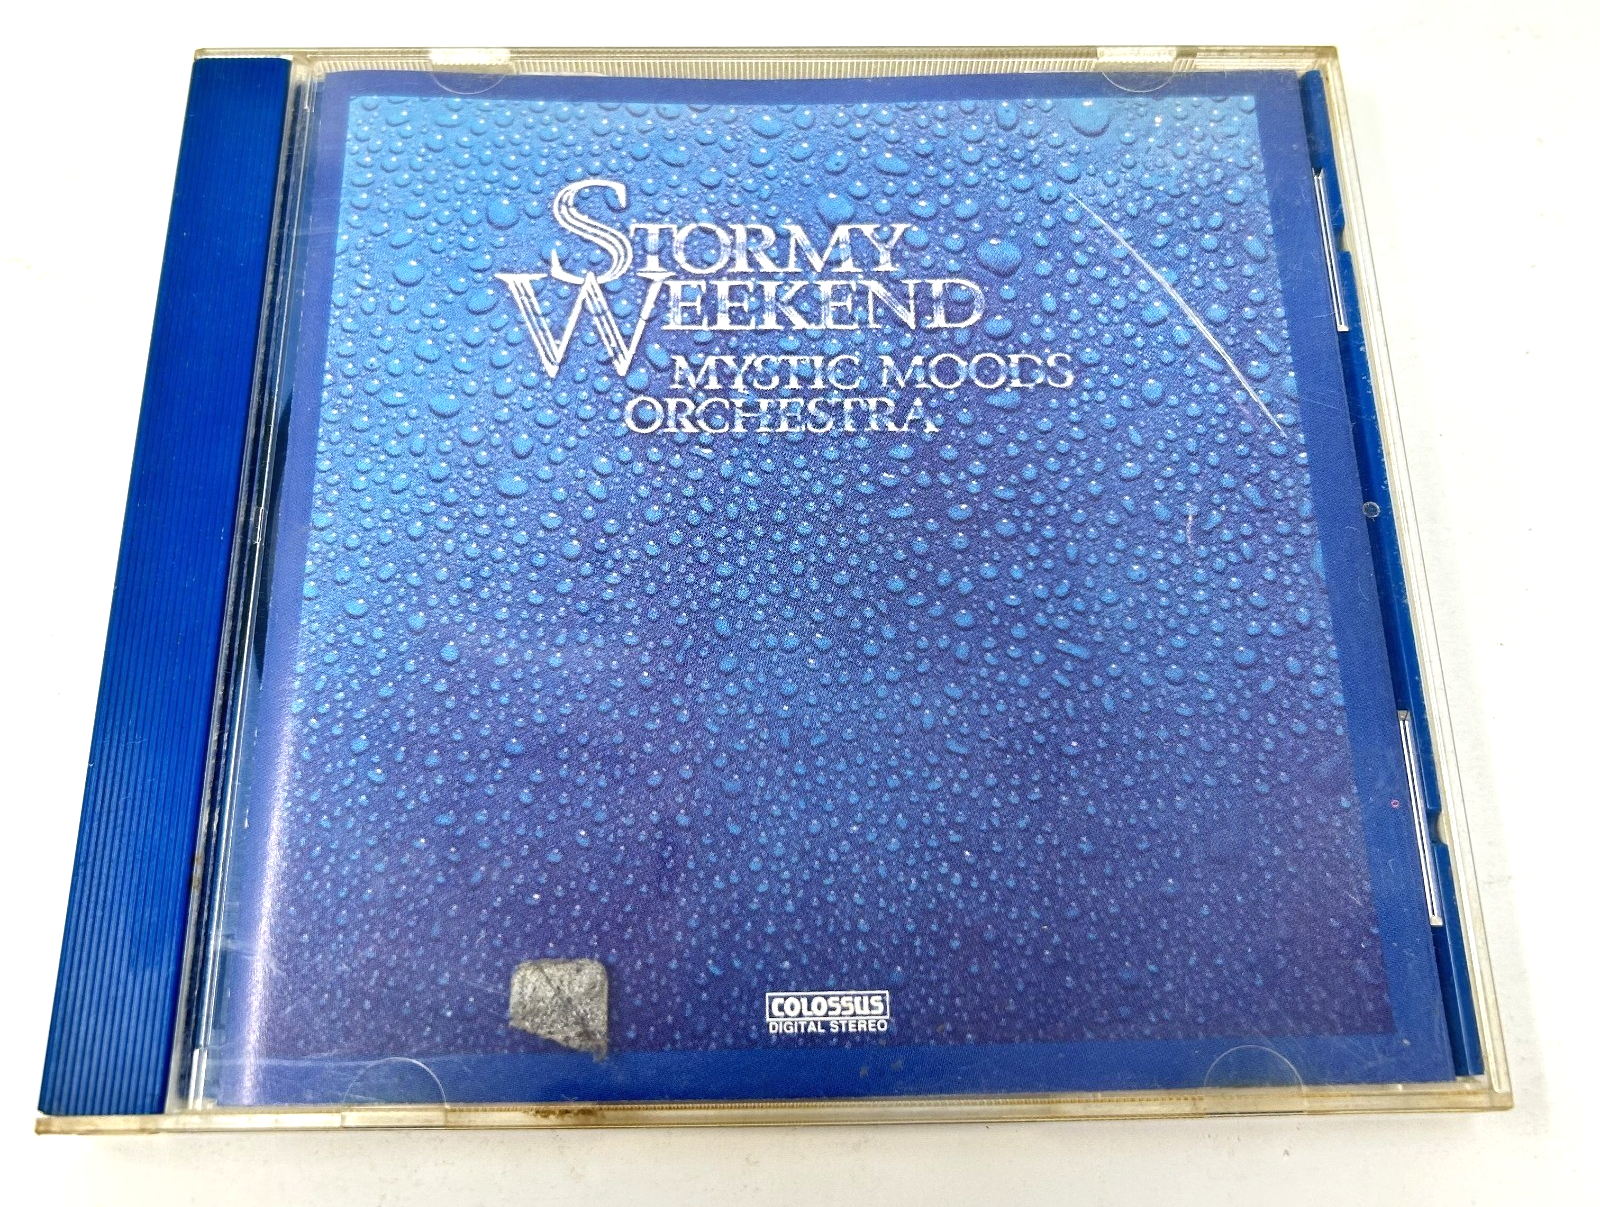 STORMY
WEEKEND
MYSTIC MOODS
ORCHESTRA
COLOSSUS
DIGITAL STEREO